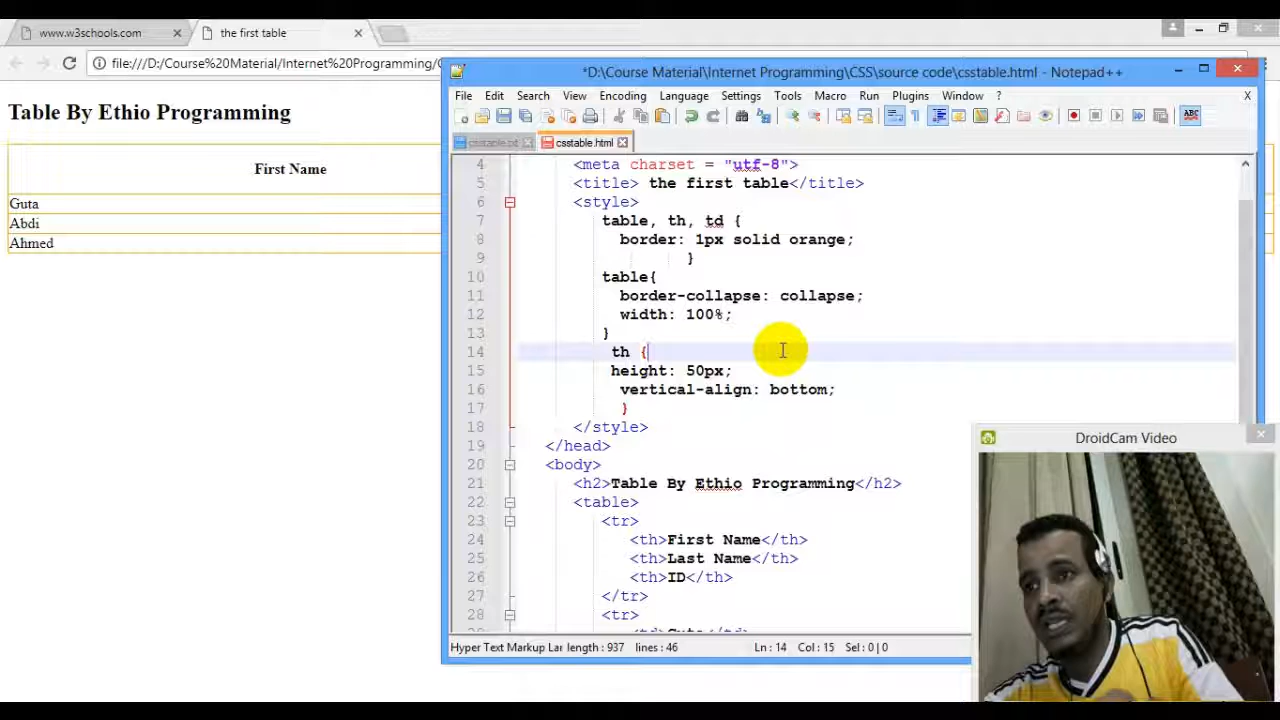 www.w3schools.com
the first table
file:///D:/Course%20Material/Internet%20Programming/
*D:\Course Material\Internet Programming\CSS\source code\csstable.html - Notepad++
File Edit Search View Encoding Language Settings Tools Macro Run Plugins Window ? X
csstable.txt csstable.html
Table By Ethio Programming
First Name
Guta
Abdi
Ahmed
4 <meta charset = "utf-8">
5 <title> the first table</title>
6 <style>
7 table, th, td {
8 border: 1px solid orange;
9 }
10 table{
11 border-collapse: collapse;
12 width: 100%;
13 }
14 th {
15 height: 50px;
16 vertical-align: bottom;
17 }
18 </style>
19 </head>
20 <body>
21 <h2>Table By Ethio Programming</h2>
22 <table>
23 <tr>
24 <th>First Name</th>
25 <th>Last Name</th>
26 <th>ID</th>
27 </tr>
28 <tr>
Hyper Text Markup Lan length : 937 lines : 46 Ln : 14 Col : 15 Sel : 0 | 0
DroidCam Video